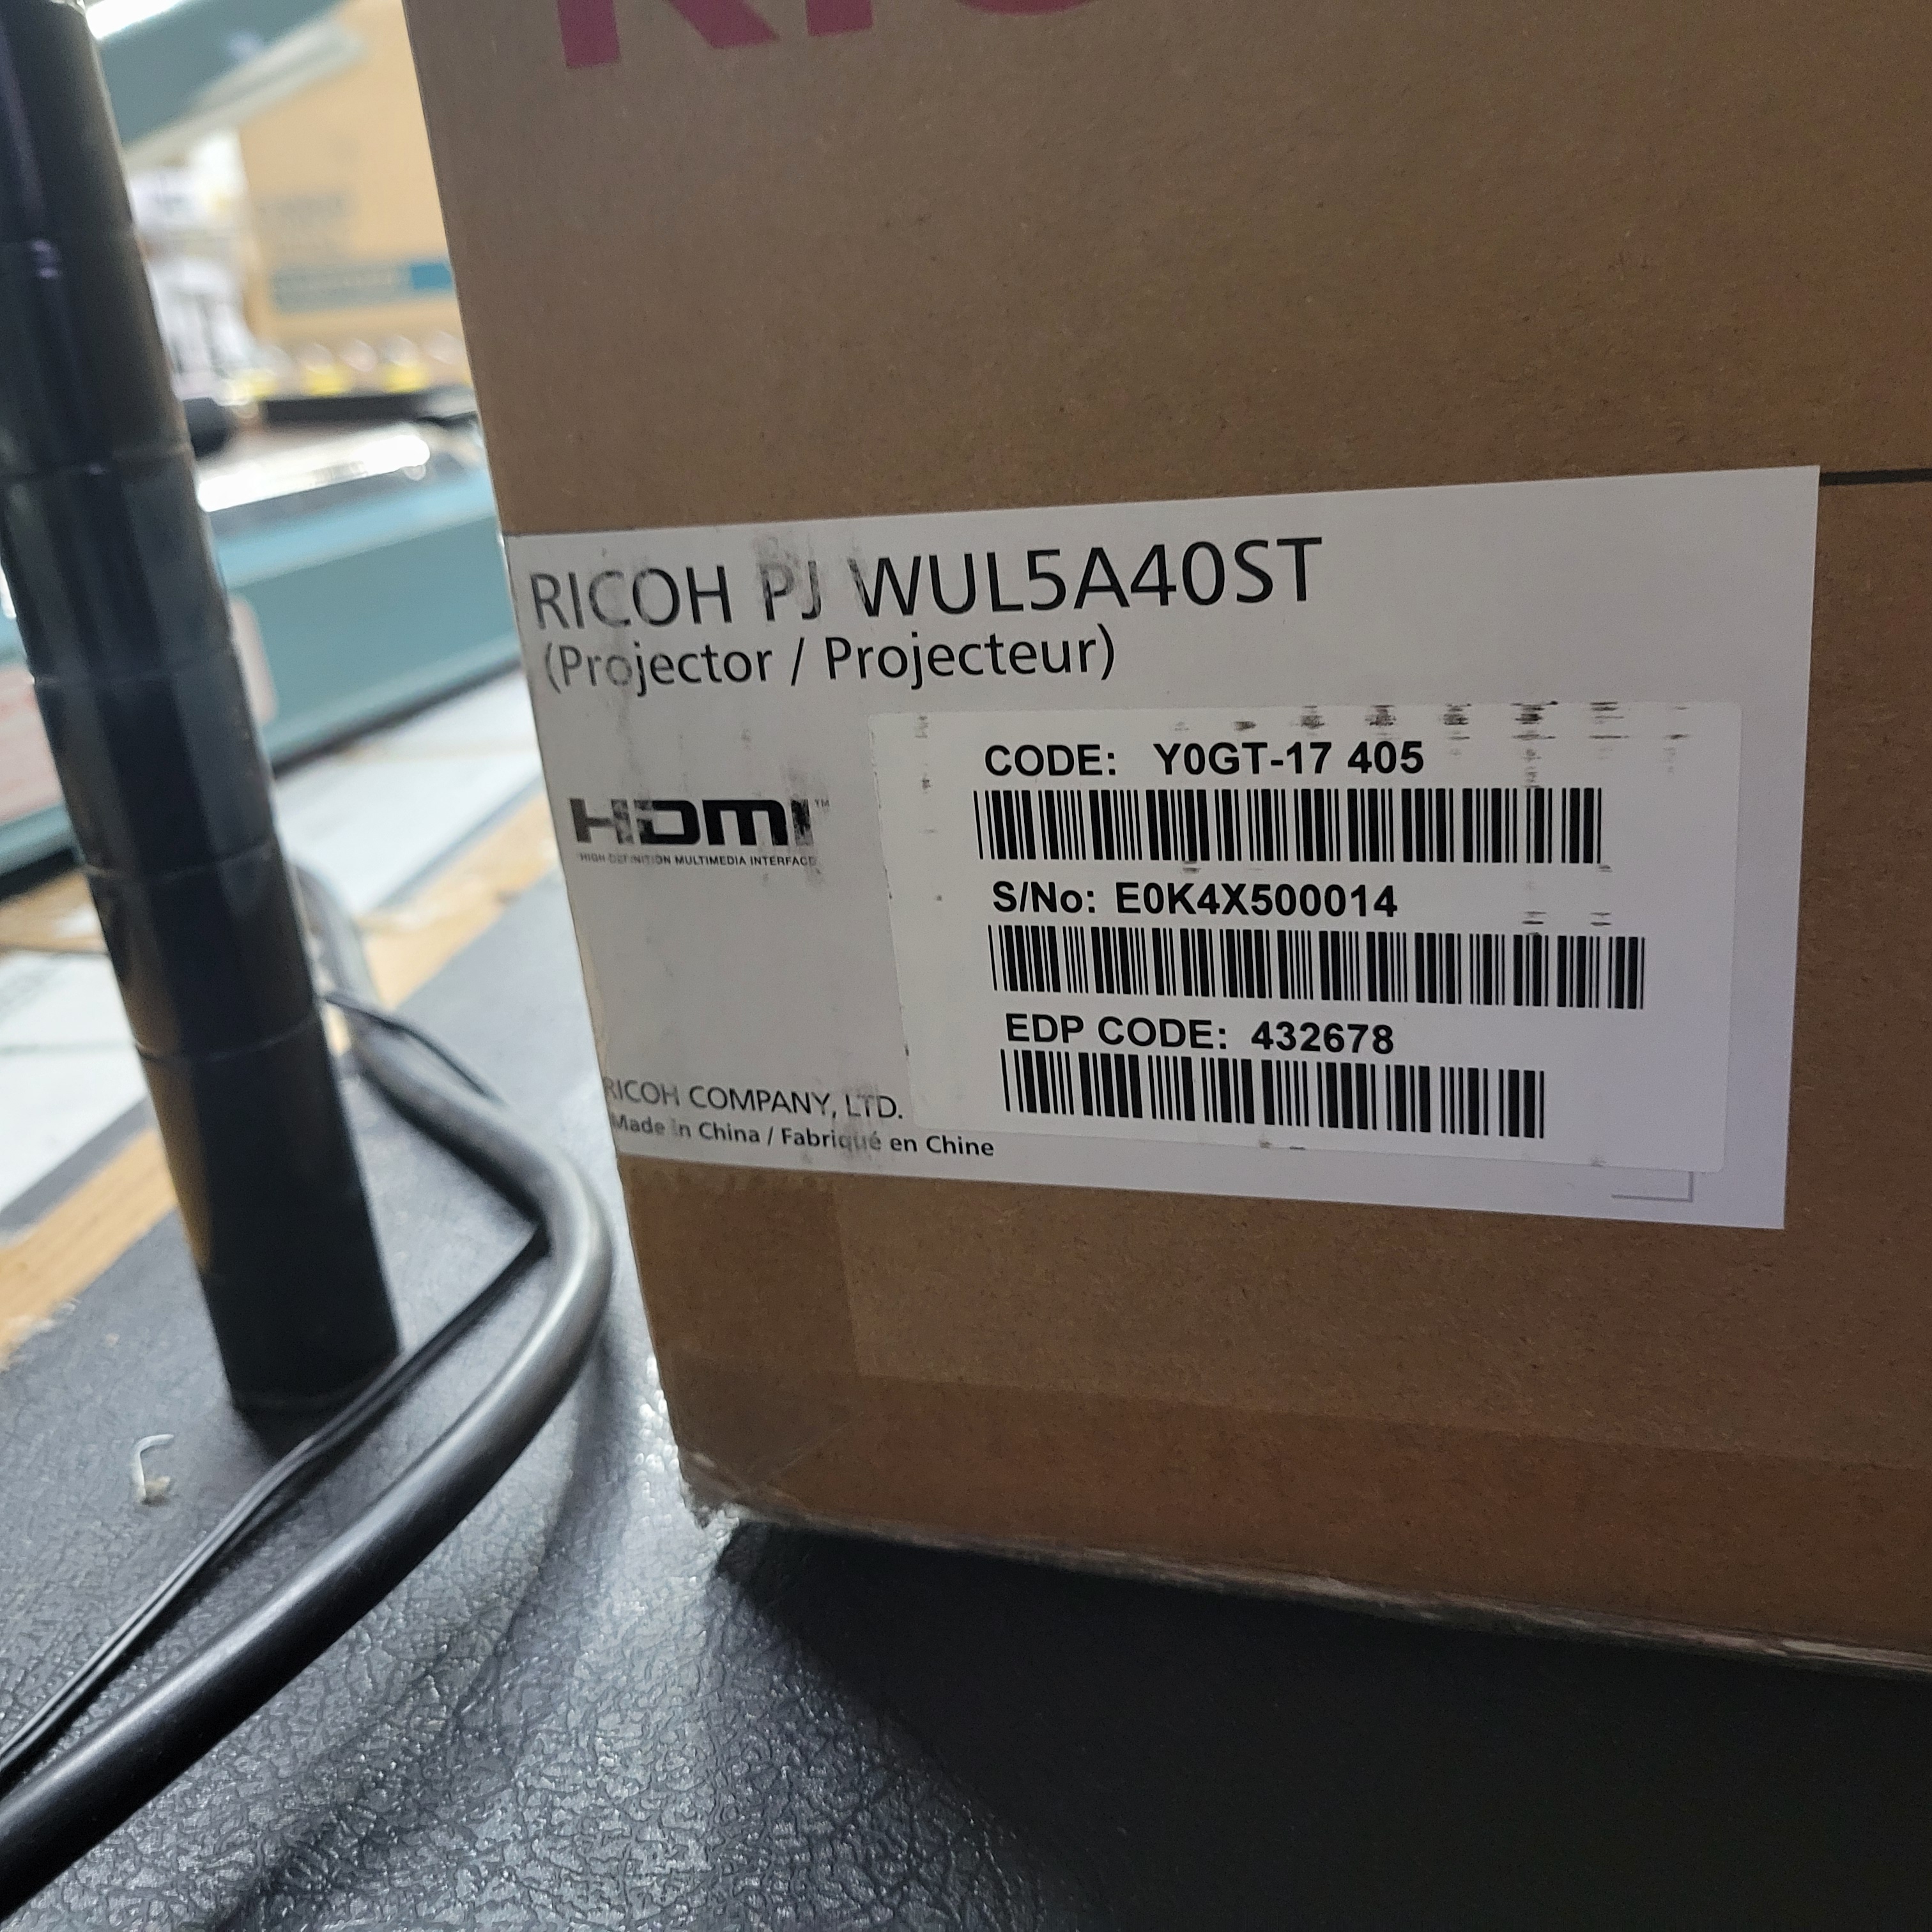 RICOH PJ WUL5A40ST
(Projector / Projecteur)
HDMI™
HIGH DEFINITION MULTIMEDIA INTERFACE
CODE: Y0GT-17 405
S/No: E0K4X500014
EDP CODE: 432678
RICOH COMPANY, LTD.
Made in China / Fabriqué en Chine